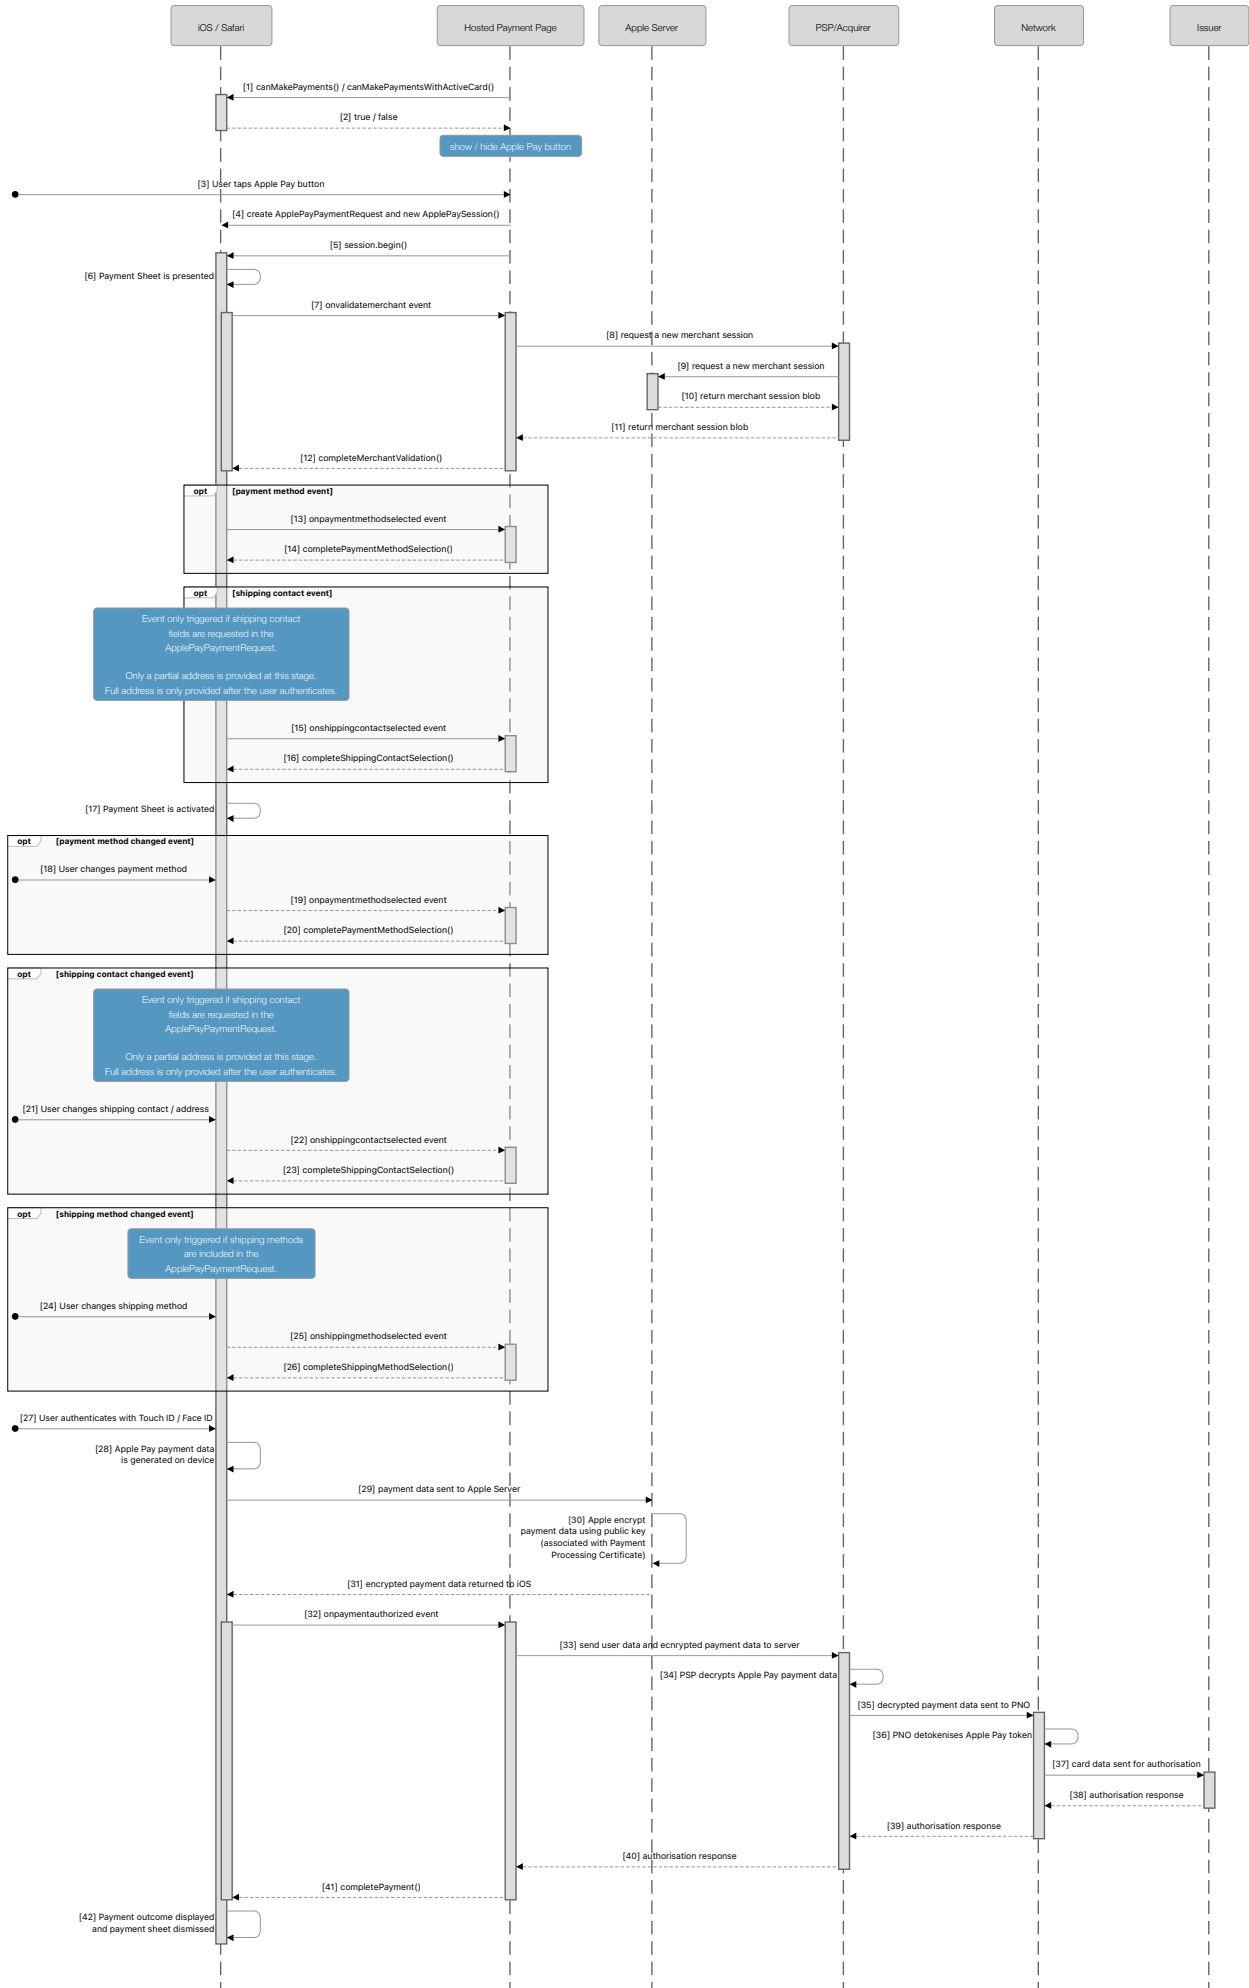 iOS / Safari
Hosted Payment Page
Apple Server
PSP/Acquirer
Network
Issuer
[1] canMakePayments() / canMakePaymentsWithActiveCard()
[2] true / false
show / hide Apple Pay button
[3] User taps Apple Pay button
[4] create ApplePayPaymentRequest and new ApplePaySession()
[5] session.begin()
[6] Payment Sheet is presented
[7] onvalidatemerchant event
[8] request a new merchant session
[9] request a new merchant session
[10] return merchant session blob
[11] return merchant session blob
[12] completeMerchantValidation()
opt [payment method event]
[13] onpaymentmethodselected event
[14] completePaymentMethodSelection()
opt [shipping contact event]
Event only triggered if shipping contact
fields are requested in the
ApplePayPaymentRequest.
Only a partial address is provided at this stage.
Full address is only provided after the user authenticates.
[15] onshippingcontactselected event
[16] completeShippingContactSelection()
[17] Payment Sheet is activated
opt [payment method changed event]
[18] User changes payment method
[19] onpaymentmethodselected event
[20] completePaymentMethodSelection()
opt [shipping contact changed event]
Event only triggered if shipping contact
fields are requested in the
ApplePayPaymentRequest.
Only a partial address is provided at this stage.
Full address is only provided after the user authenticates.
[21] User changes shipping contact / address
[22] onshippingcontactselected event
[23] completeShippingContactSelection()
opt [shipping method changed event]
Event only triggered if shipping methods
are included in the
ApplePayPaymentRequest.
[24] User changes shipping method
[25] onshippingmethodselected event
[26] completeShippingMethodSelection()
[27] User authenticates with Touch ID / Face ID
[28] Apple Pay payment data
is generated on device
[29] payment data sent to Apple Server
[30] Apple encrypt
payment data using public key
(associated with Payment
Processing Certificate)
[31] encrypted payment data returned to iOS
[32] onpaymentauthorized event
[33] send user data and ecnrypted payment data to server
[34] PSP decrypts Apple Pay payment data
[35] decrypted payment data sent to PNO
[36] PNO detokenises Apple Pay token
[37] card data sent for authorisation
[38] authorisation response
[39] authorisation response
[40] authorisation response
[41] completePayment()
[42] Payment outcome displayed
and payment sheet dismissed